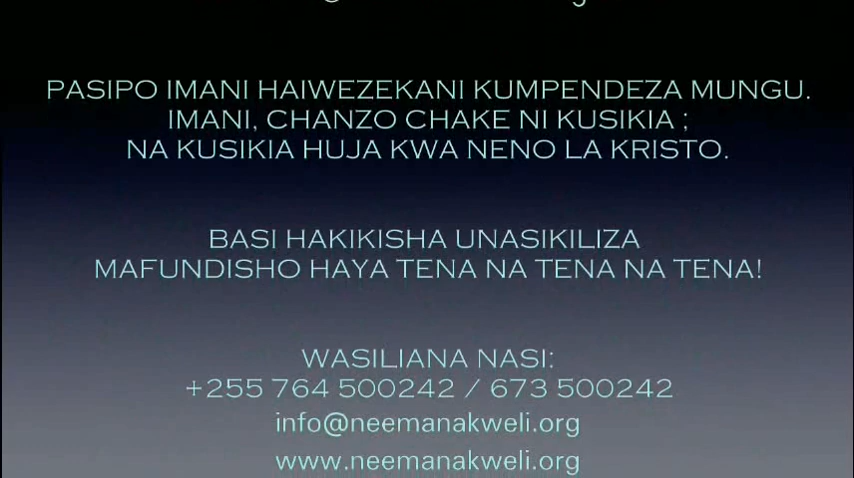 PASIPO IMANI HAIWEZEKANI KUMPENDEZA MUNGU.
IMANI, CHANZO CHAKE NI KUSIKIA ;
NA KUSIKIA HUJA KWA NENO LA KRISTO.
BASI HAKIKISHA UNASIKILIZA
MAFUNDISHO HAYA TENA NA TENA NA TENA!
WASILIANA NASI:
+255 764 500242 / 673 500242
info@neemanakweli.org
www.neemanakweli.org